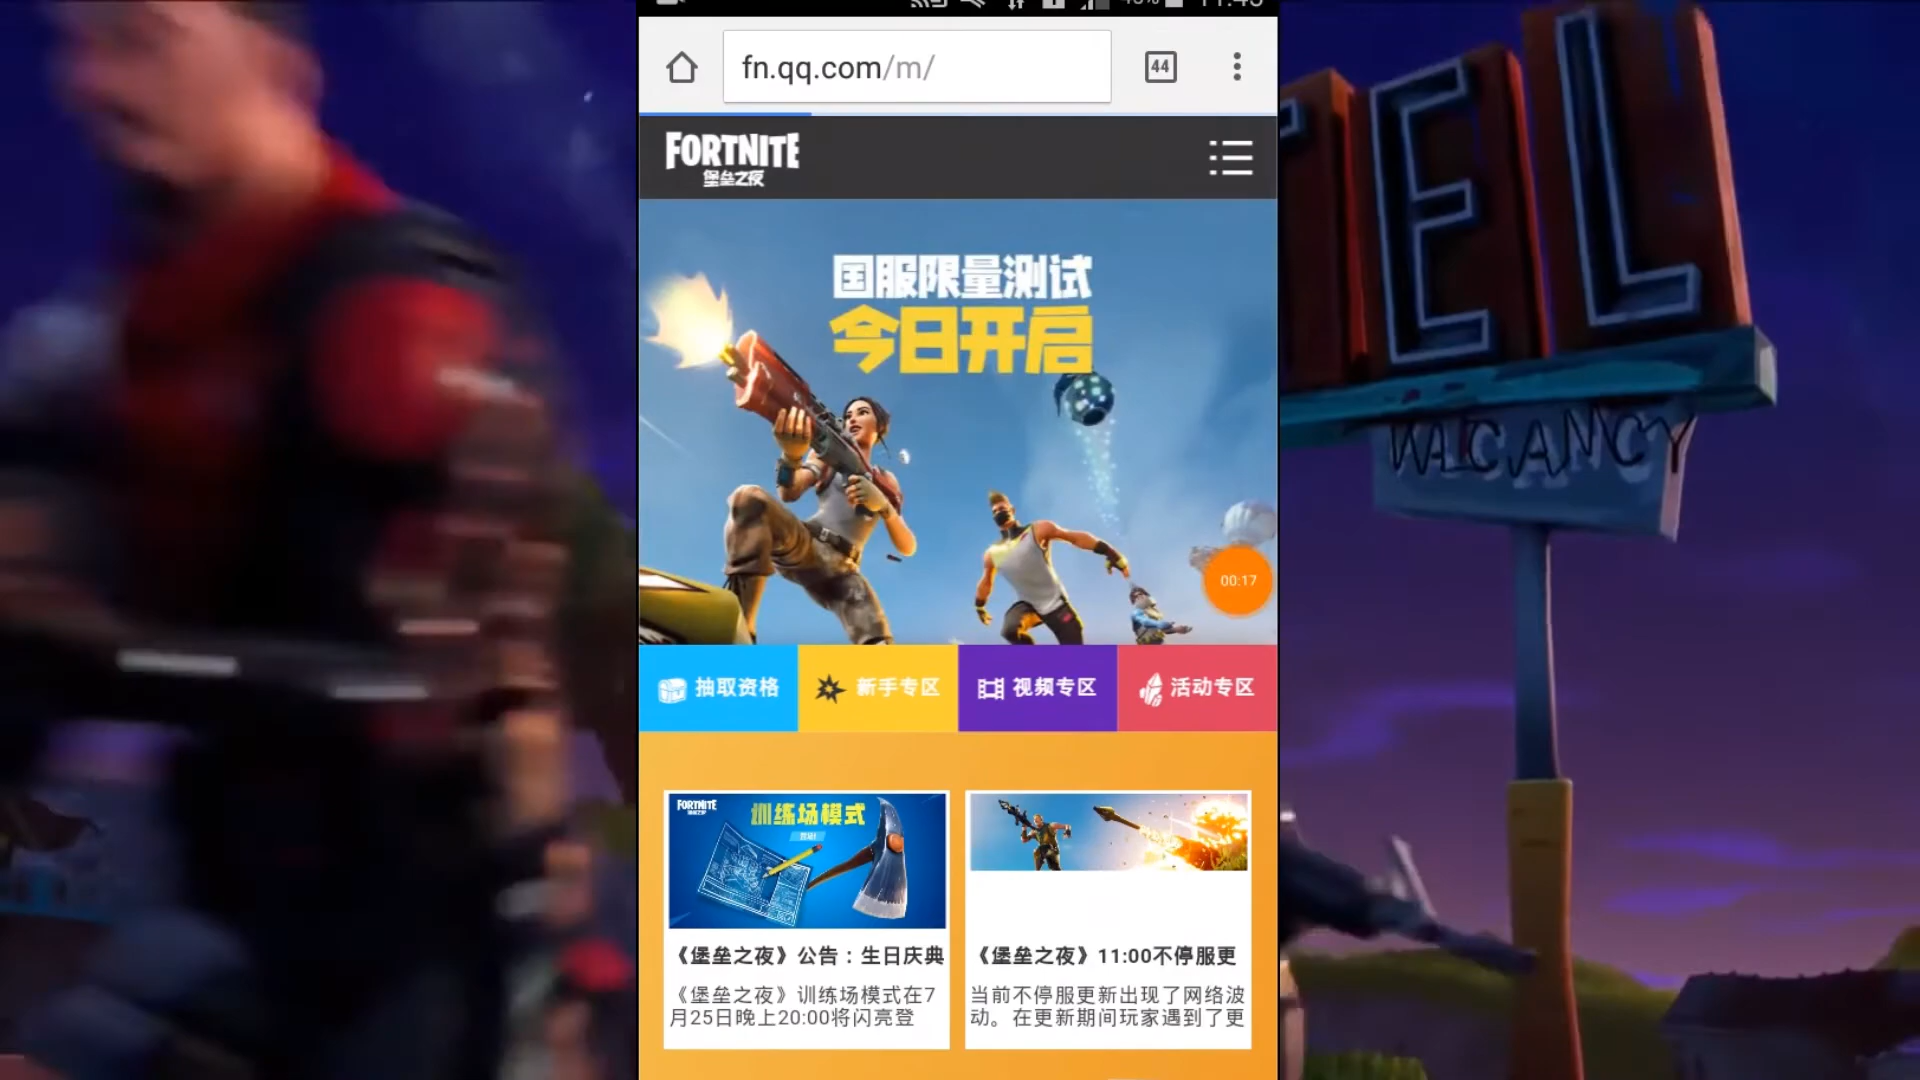 fn.qq.com/m/
44
FORTNITE
堡垒之夜
国服限量测试
今日开启
00:17
抽取资格
新手专区
视频专区
活动专区
FORTNITE
训练场模式
《堡垒之夜》公告：生日庆典
《堡垒之夜》训练场模式在7
月25日晚上20:00将闪亮登
《堡垒之夜》11:00不停服更
当前不停服更新出现了网络波
动。在更新期间玩家遇到了更
EL
VACANCY